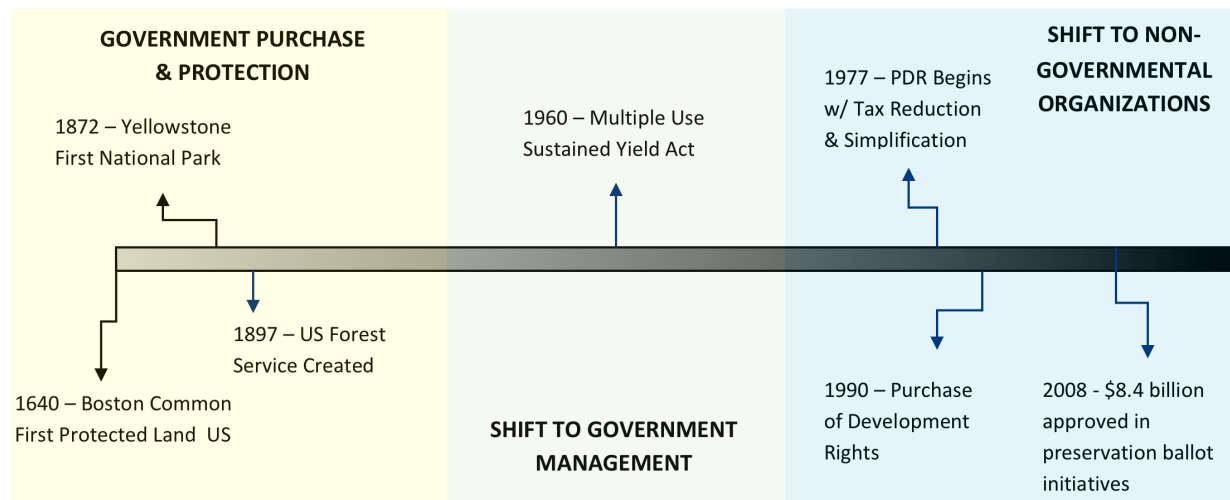 GOVERNMENT PURCHASE
& PROTECTION
1872 – Yellowstone
First National Park
1897 – US Forest
Service Created
1640 – Boston Common
First Protected Land  US
1960 – Multiple Use
Sustained Yield Act
SHIFT TO GOVERNMENT
MANAGEMENT
SHIFT TO NON-
GOVERNMENTAL
ORGANIZATIONS
1977 – PDR Begins
w/ Tax Reduction
& Simplification
1990 – Purchase
of Development
Rights
2008 - $8.4 billion
approved in
preservation ballot
initiatives